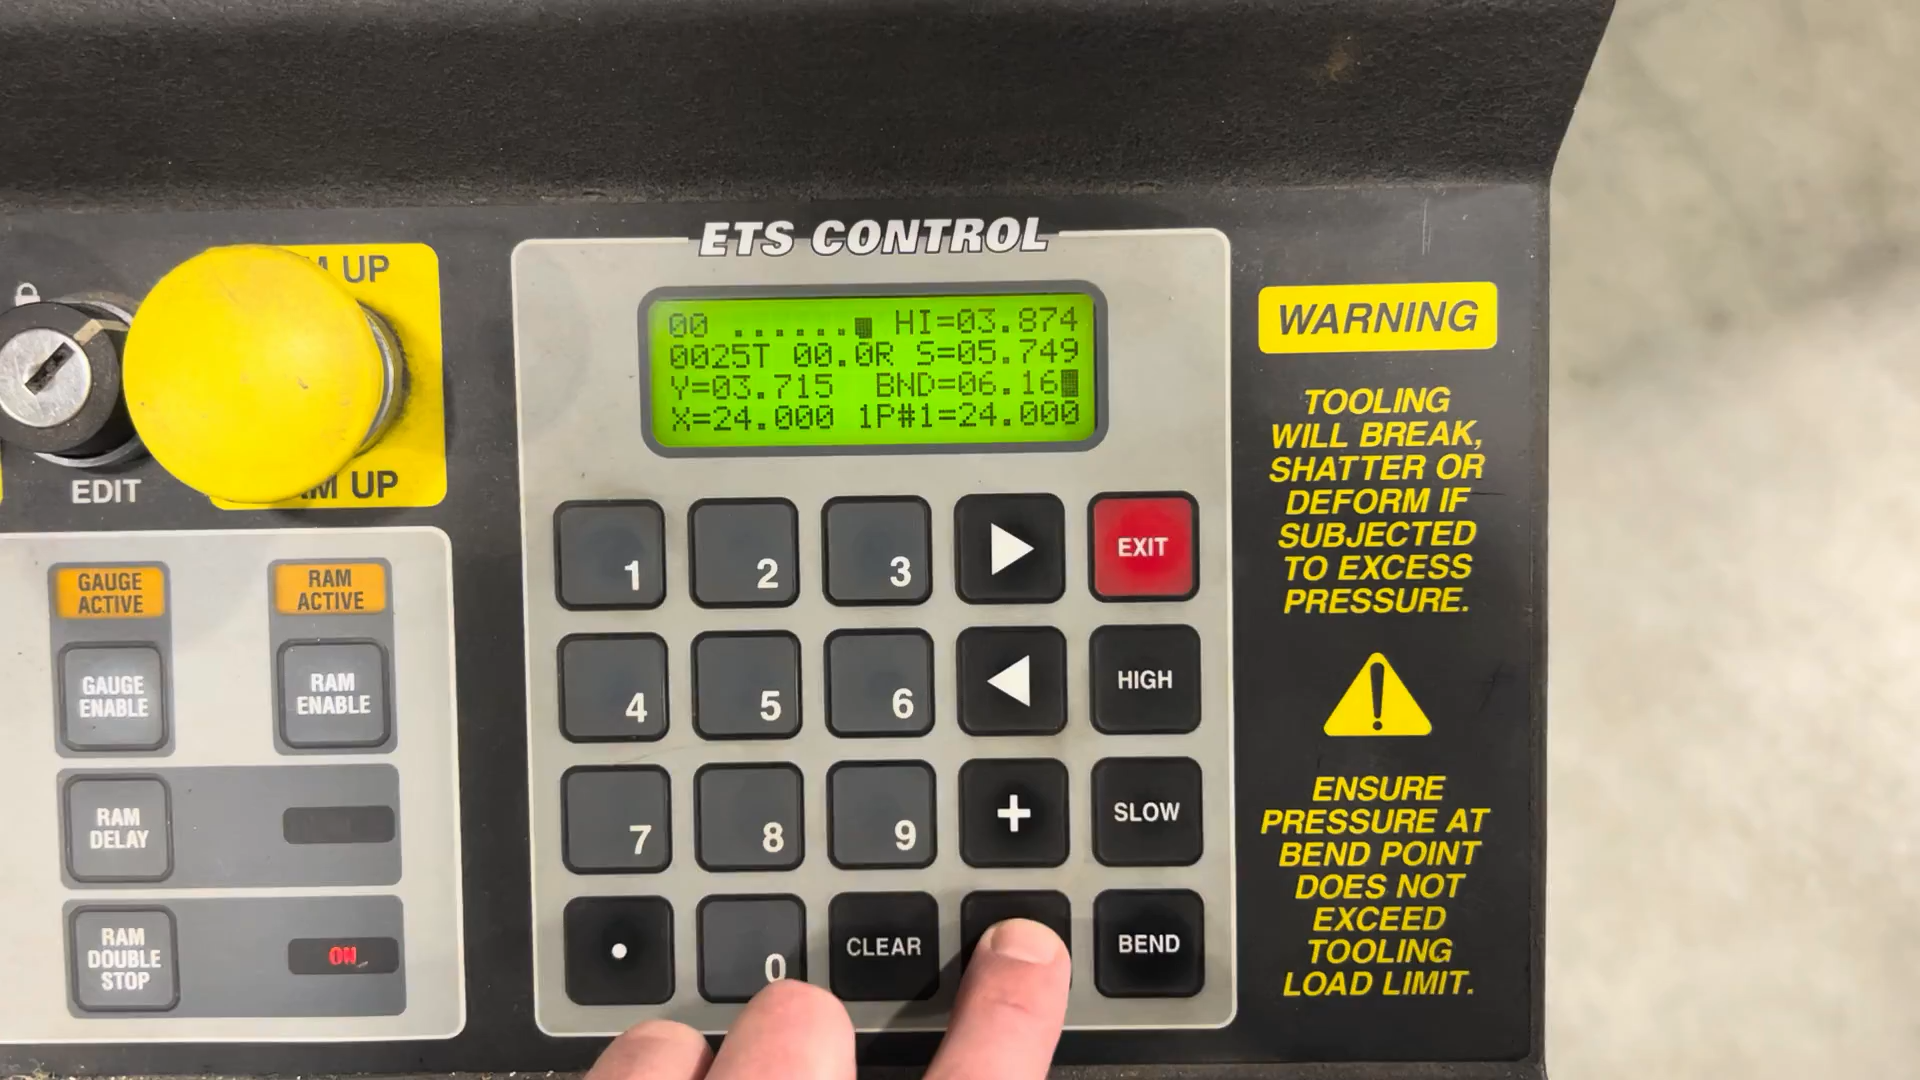 ETS CONTROL
00 ...... HI=03.874
0025T 00.0R S=05.749
Y=03.715 BND=06.16
X=24.000 1P#1=24.000
UP
UP
EDIT
GAUGE
ACTIVE
RAM
ACTIVE
GAUGE
ENABLE
RAM
ENABLE
RAM
DELAY
RAM
DOUBLE
STOP
ON
1
2
3
EXIT
4
5
6
HIGH
7
8
9
+
SLOW
.
0
CLEAR
BEND
WARNING
TOOLING
WILL BREAK,
SHATTER OR
DEFORM IF
SUBJECTED
TO EXCESS
PRESSURE.
!
ENSURE
PRESSURE AT
BEND POINT
DOES NOT
EXCEED
TOOLING
LOAD LIMIT.